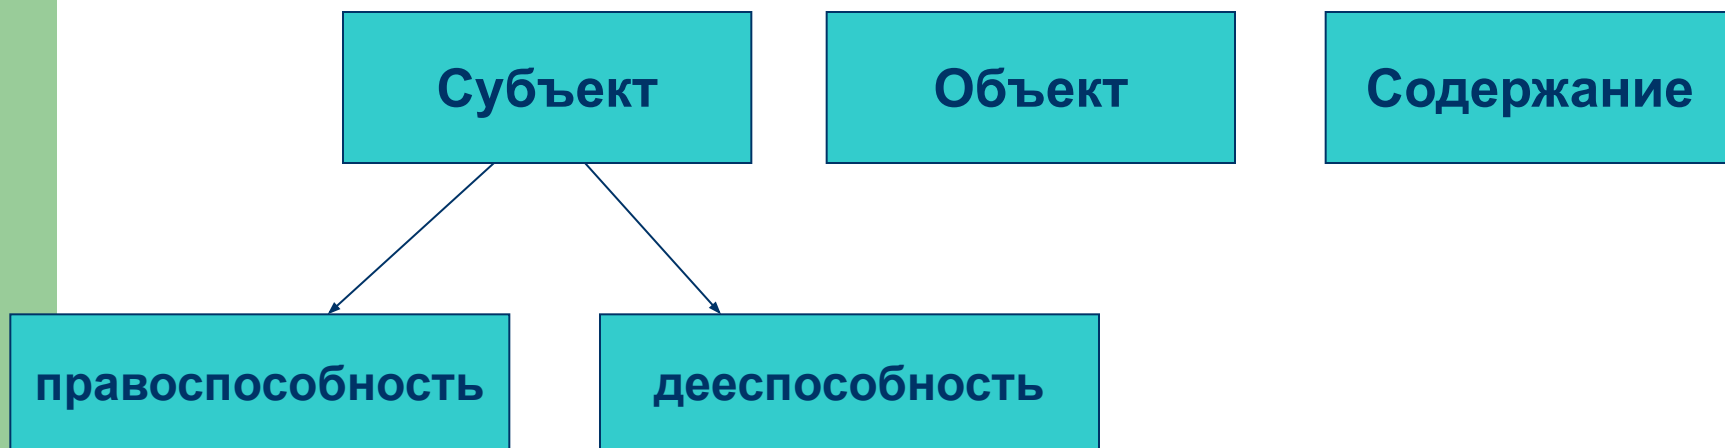 Субъект
Объект
Содержание
правоспособность
дееспособность